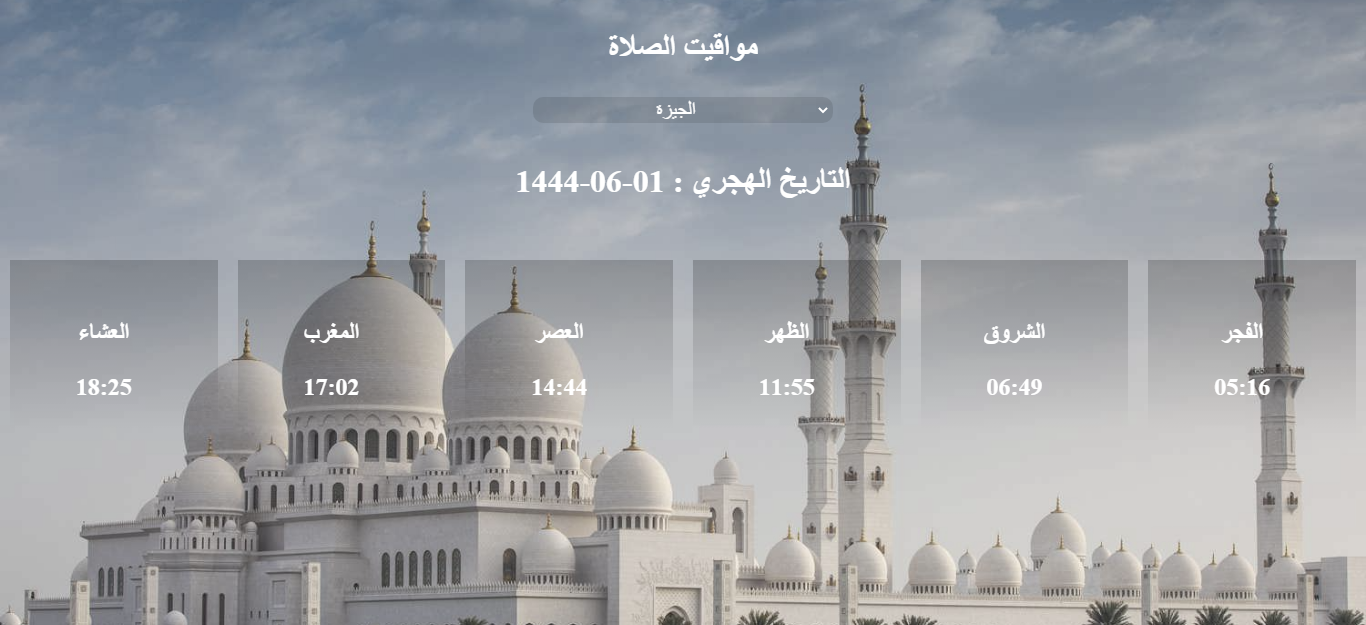 مواقيت الصلاة
الجيزة
التاريخ الهجري : 01-06-1444
الفجر
05:16
الشروق
06:49
الظهر
11:55
العصر
14:44
المغرب
17:02
العشاء
18:25